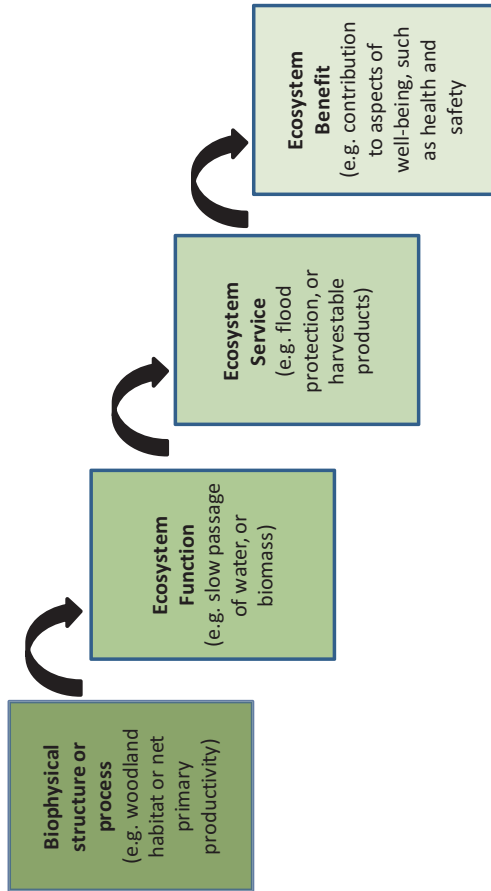 Biophysical
structure or
process
(e.g. woodland
habitat or net
primary
productivity)
Ecosystem
Function
(e.g. slow passage
of water, or
biomass)
Ecosystem
Service
(e.g. flood
protection, or
harvestable
products)
Ecosystem
Benefit
(e.g. contribution
to aspects of
well-being, such
as health and
safety